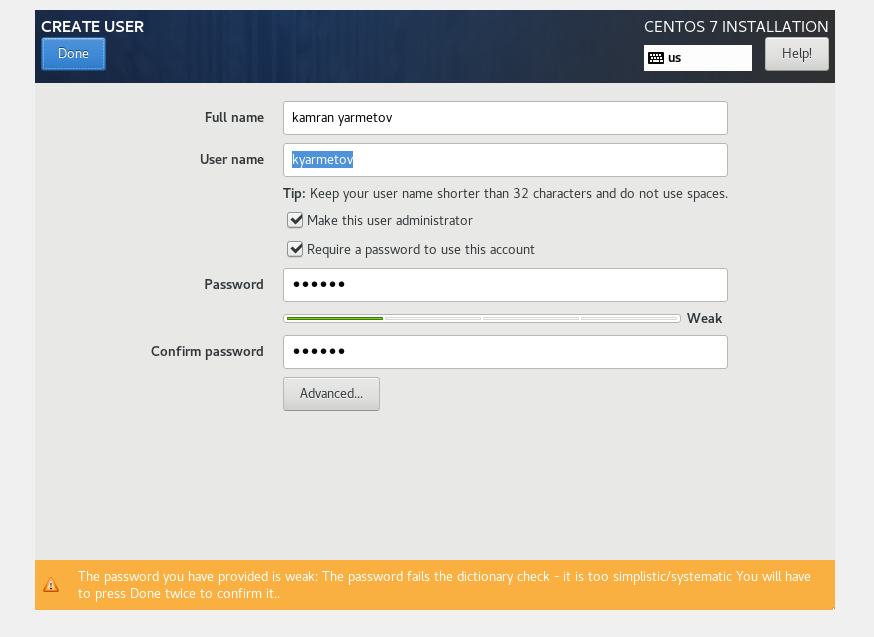 CREATE USER
CENTOS 7 INSTALLATION
Done
us
Help!
Full name
kamran yarmetov
User name
kyarmetov
Tip: Keep your user name shorter than 32 characters and do not use spaces.
Make this user administrator
Require a password to use this account
Password
••••••
Weak
Confirm password
••••••
Advanced...
The password you have provided is weak: The password fails the dictionary check - it is too simplistic/systematic You will have
to press Done twice to confirm it..